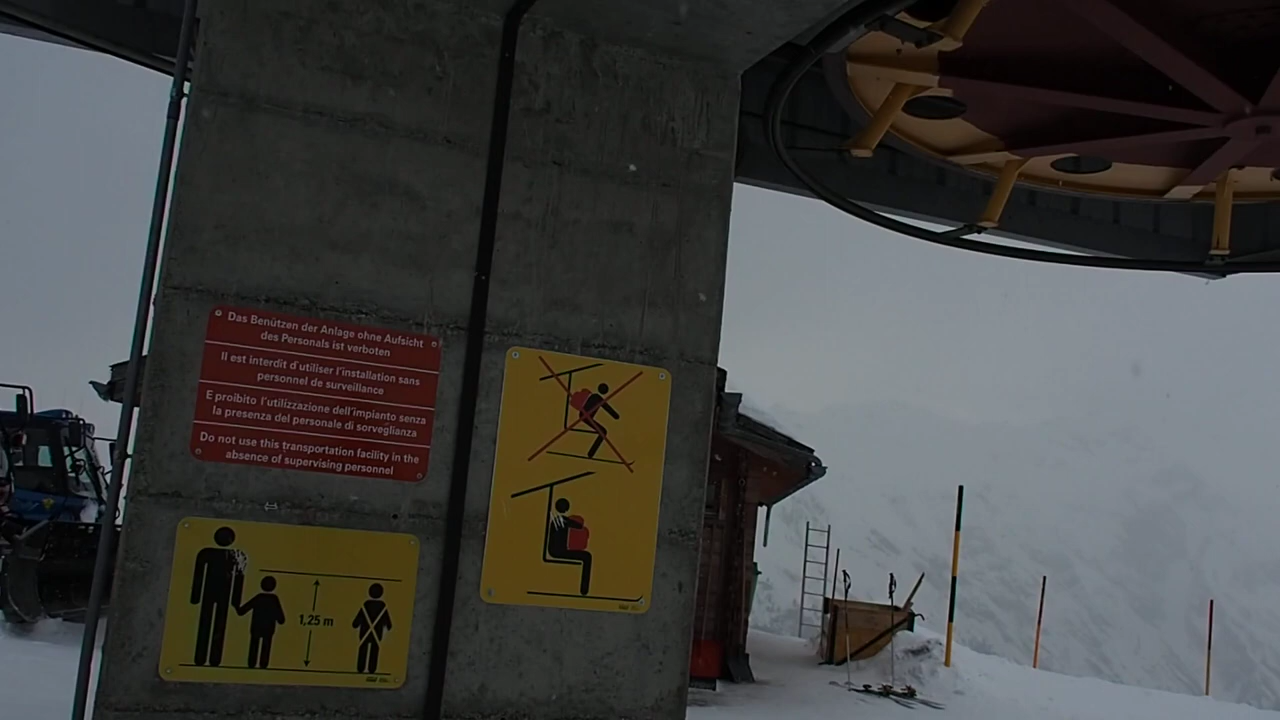 Das Benützen der Anlage ohne Aufsicht
des Personals ist verboten
Il est interdit d'utiliser l'installation sans
personnel de surveillance
E proibito l'utilizzazione dell'impianto senza
la presenza del personale di sorveglianza
Do not use this transportation facility in the
absence of supervising personnel
1,25 m